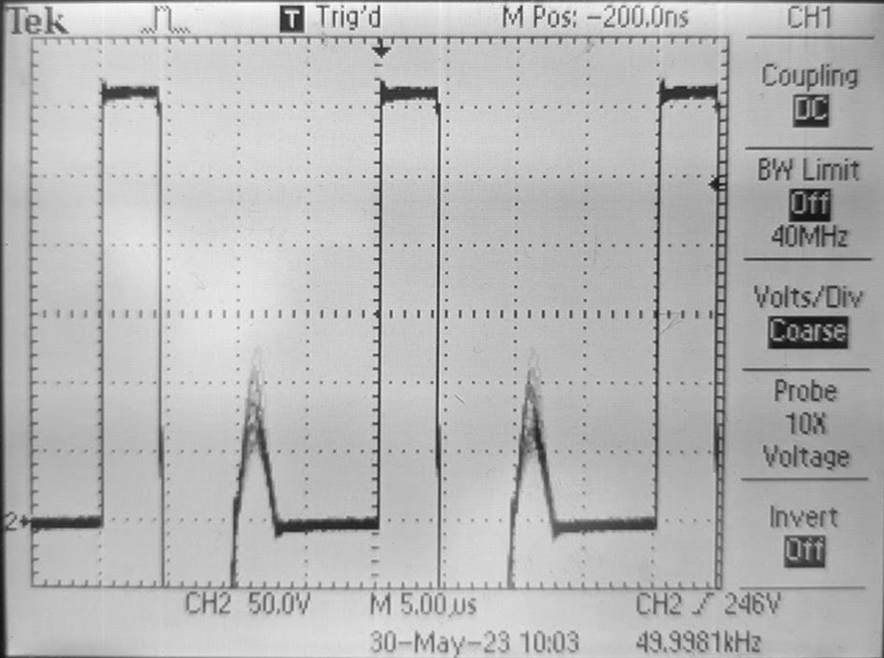 Tek T Trig'd M Pos: -200.0ns CH1
Coupling
DC
BW Limit
Off
40MHz
Volts/Div
Coarse
Probe
10X
Voltage
Invert
Off
2
CH2 50.0V M 5.00µs CH2 246V
30-May-23 10:03 49.9981kHz